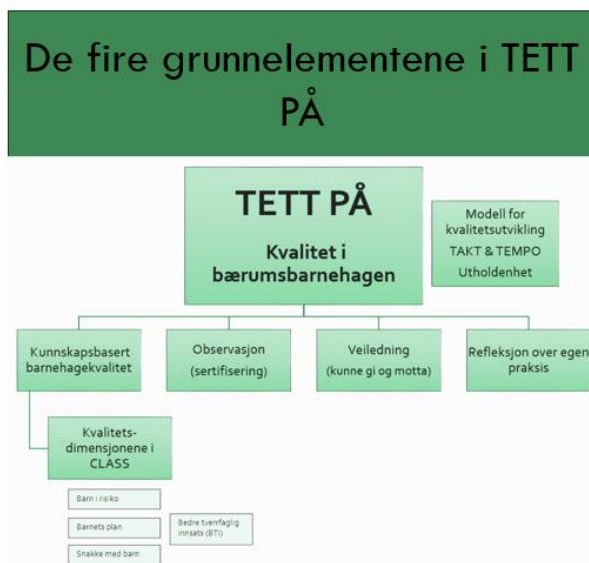 De fire grunnelementene i TETT
PÅ
TETT PÅ
Kvalitet i
bærumsbarnehagen
Modell for
kvalitetsutvikling
TAKT & TEMPO
Utholdenhet
Kunnskapsbasert
barnehagekvalitet
Observasjon
(sertifisering)
Veiledning
(kunne gi og motta)
Refleksjon over egen
praksis
Kvalitets-
dimensjonene i
CLASS
Barn i risiko
Barnets plan
Bedre tverrfaglig
innsats (BTI)
Snakke med barn